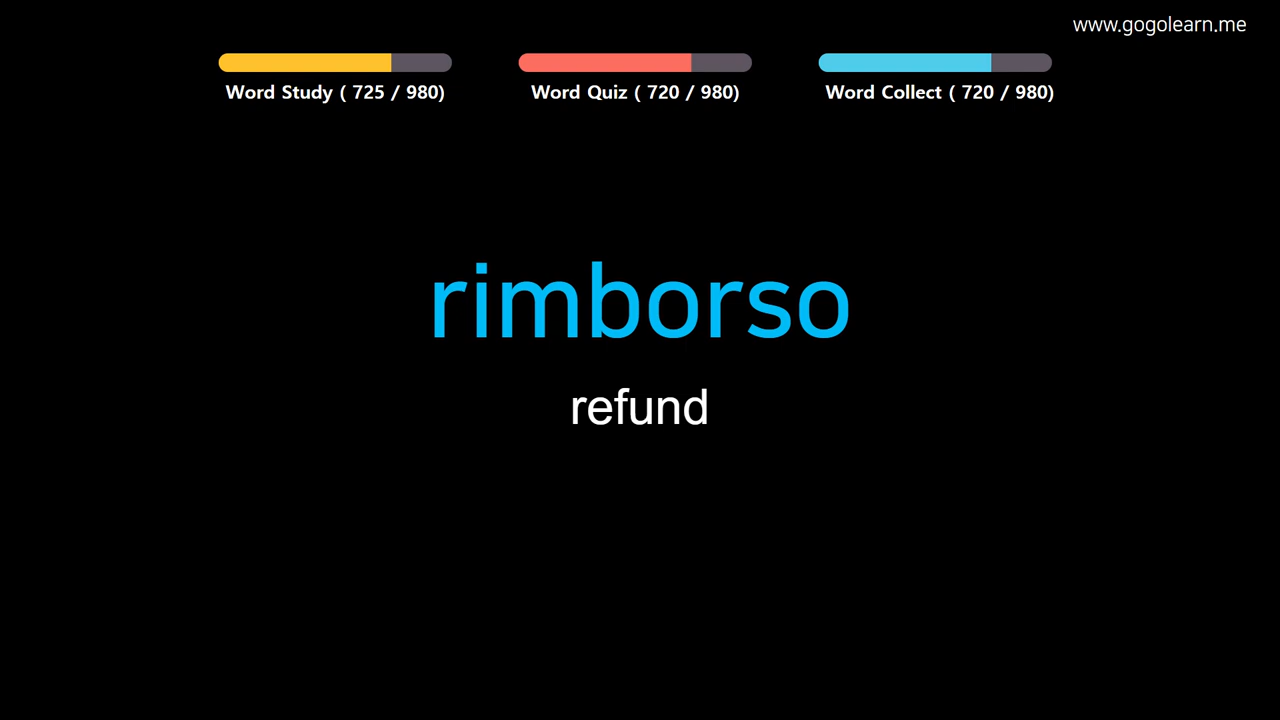 www.gogolearn.me
Word Study ( 725 / 980)
Word Quiz ( 720 / 980)
Word Collect ( 720 / 980)
rimborso
refund